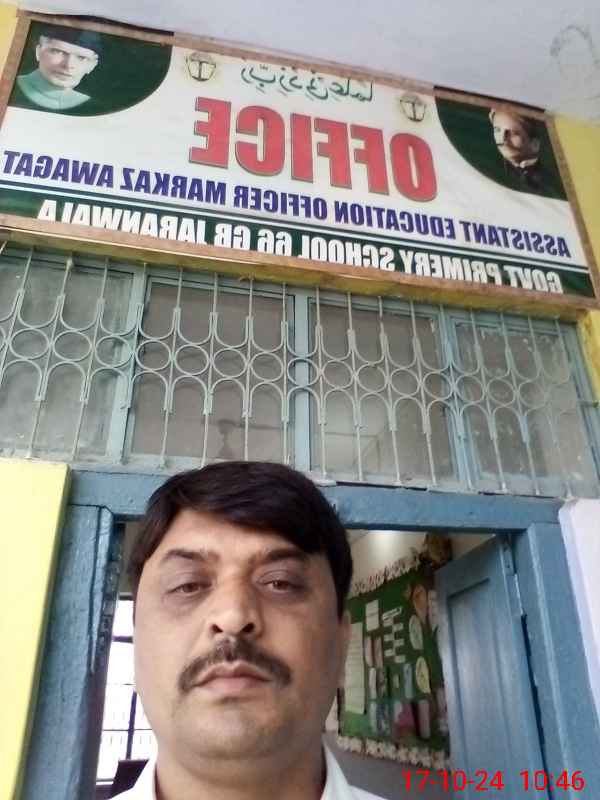 رَبِّ زِدْنِىْ عِلْمًا
OFFICE
ASSISTANT EDUCATION OFFICER MARKAZ AWAGAT
GOVT PRIMERY SCHOOL 66 GB JARANWALA
17-10-24 10:46